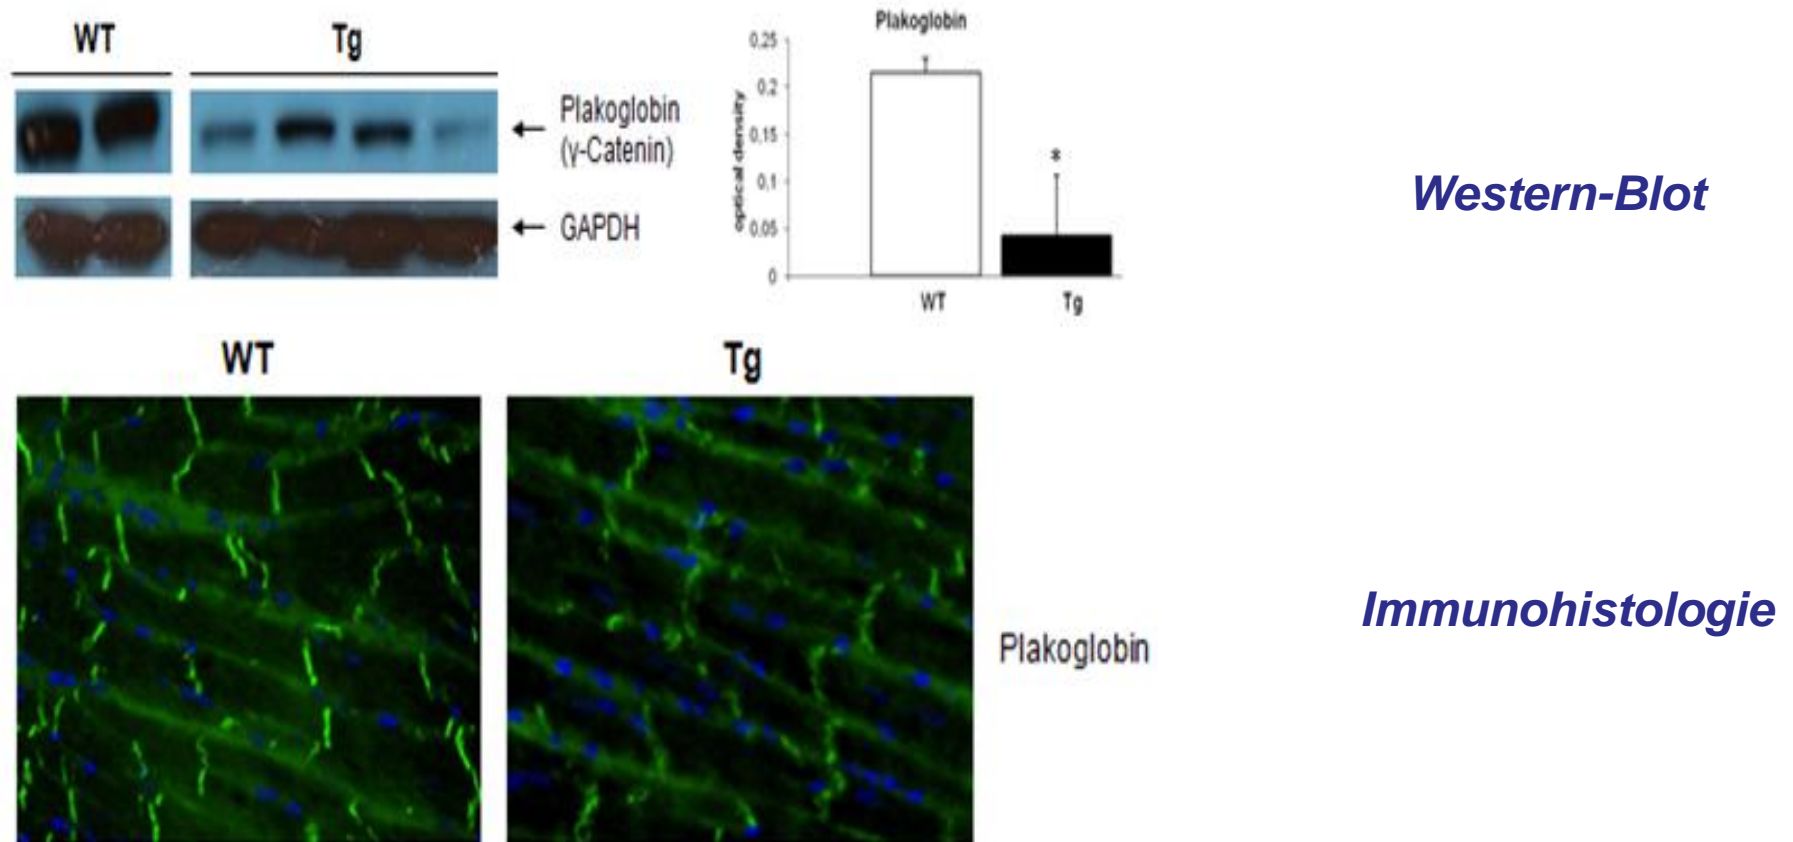 WT
Tg
Plakoglobin
(γ-Catenin)
GAPDH
Plakoglobin
optical density
0,25
0,2
0,15
0,1
0,05
0
*
WT
Tg
Western-Blot
WT
Tg
Plakoglobin
Immunohistologie